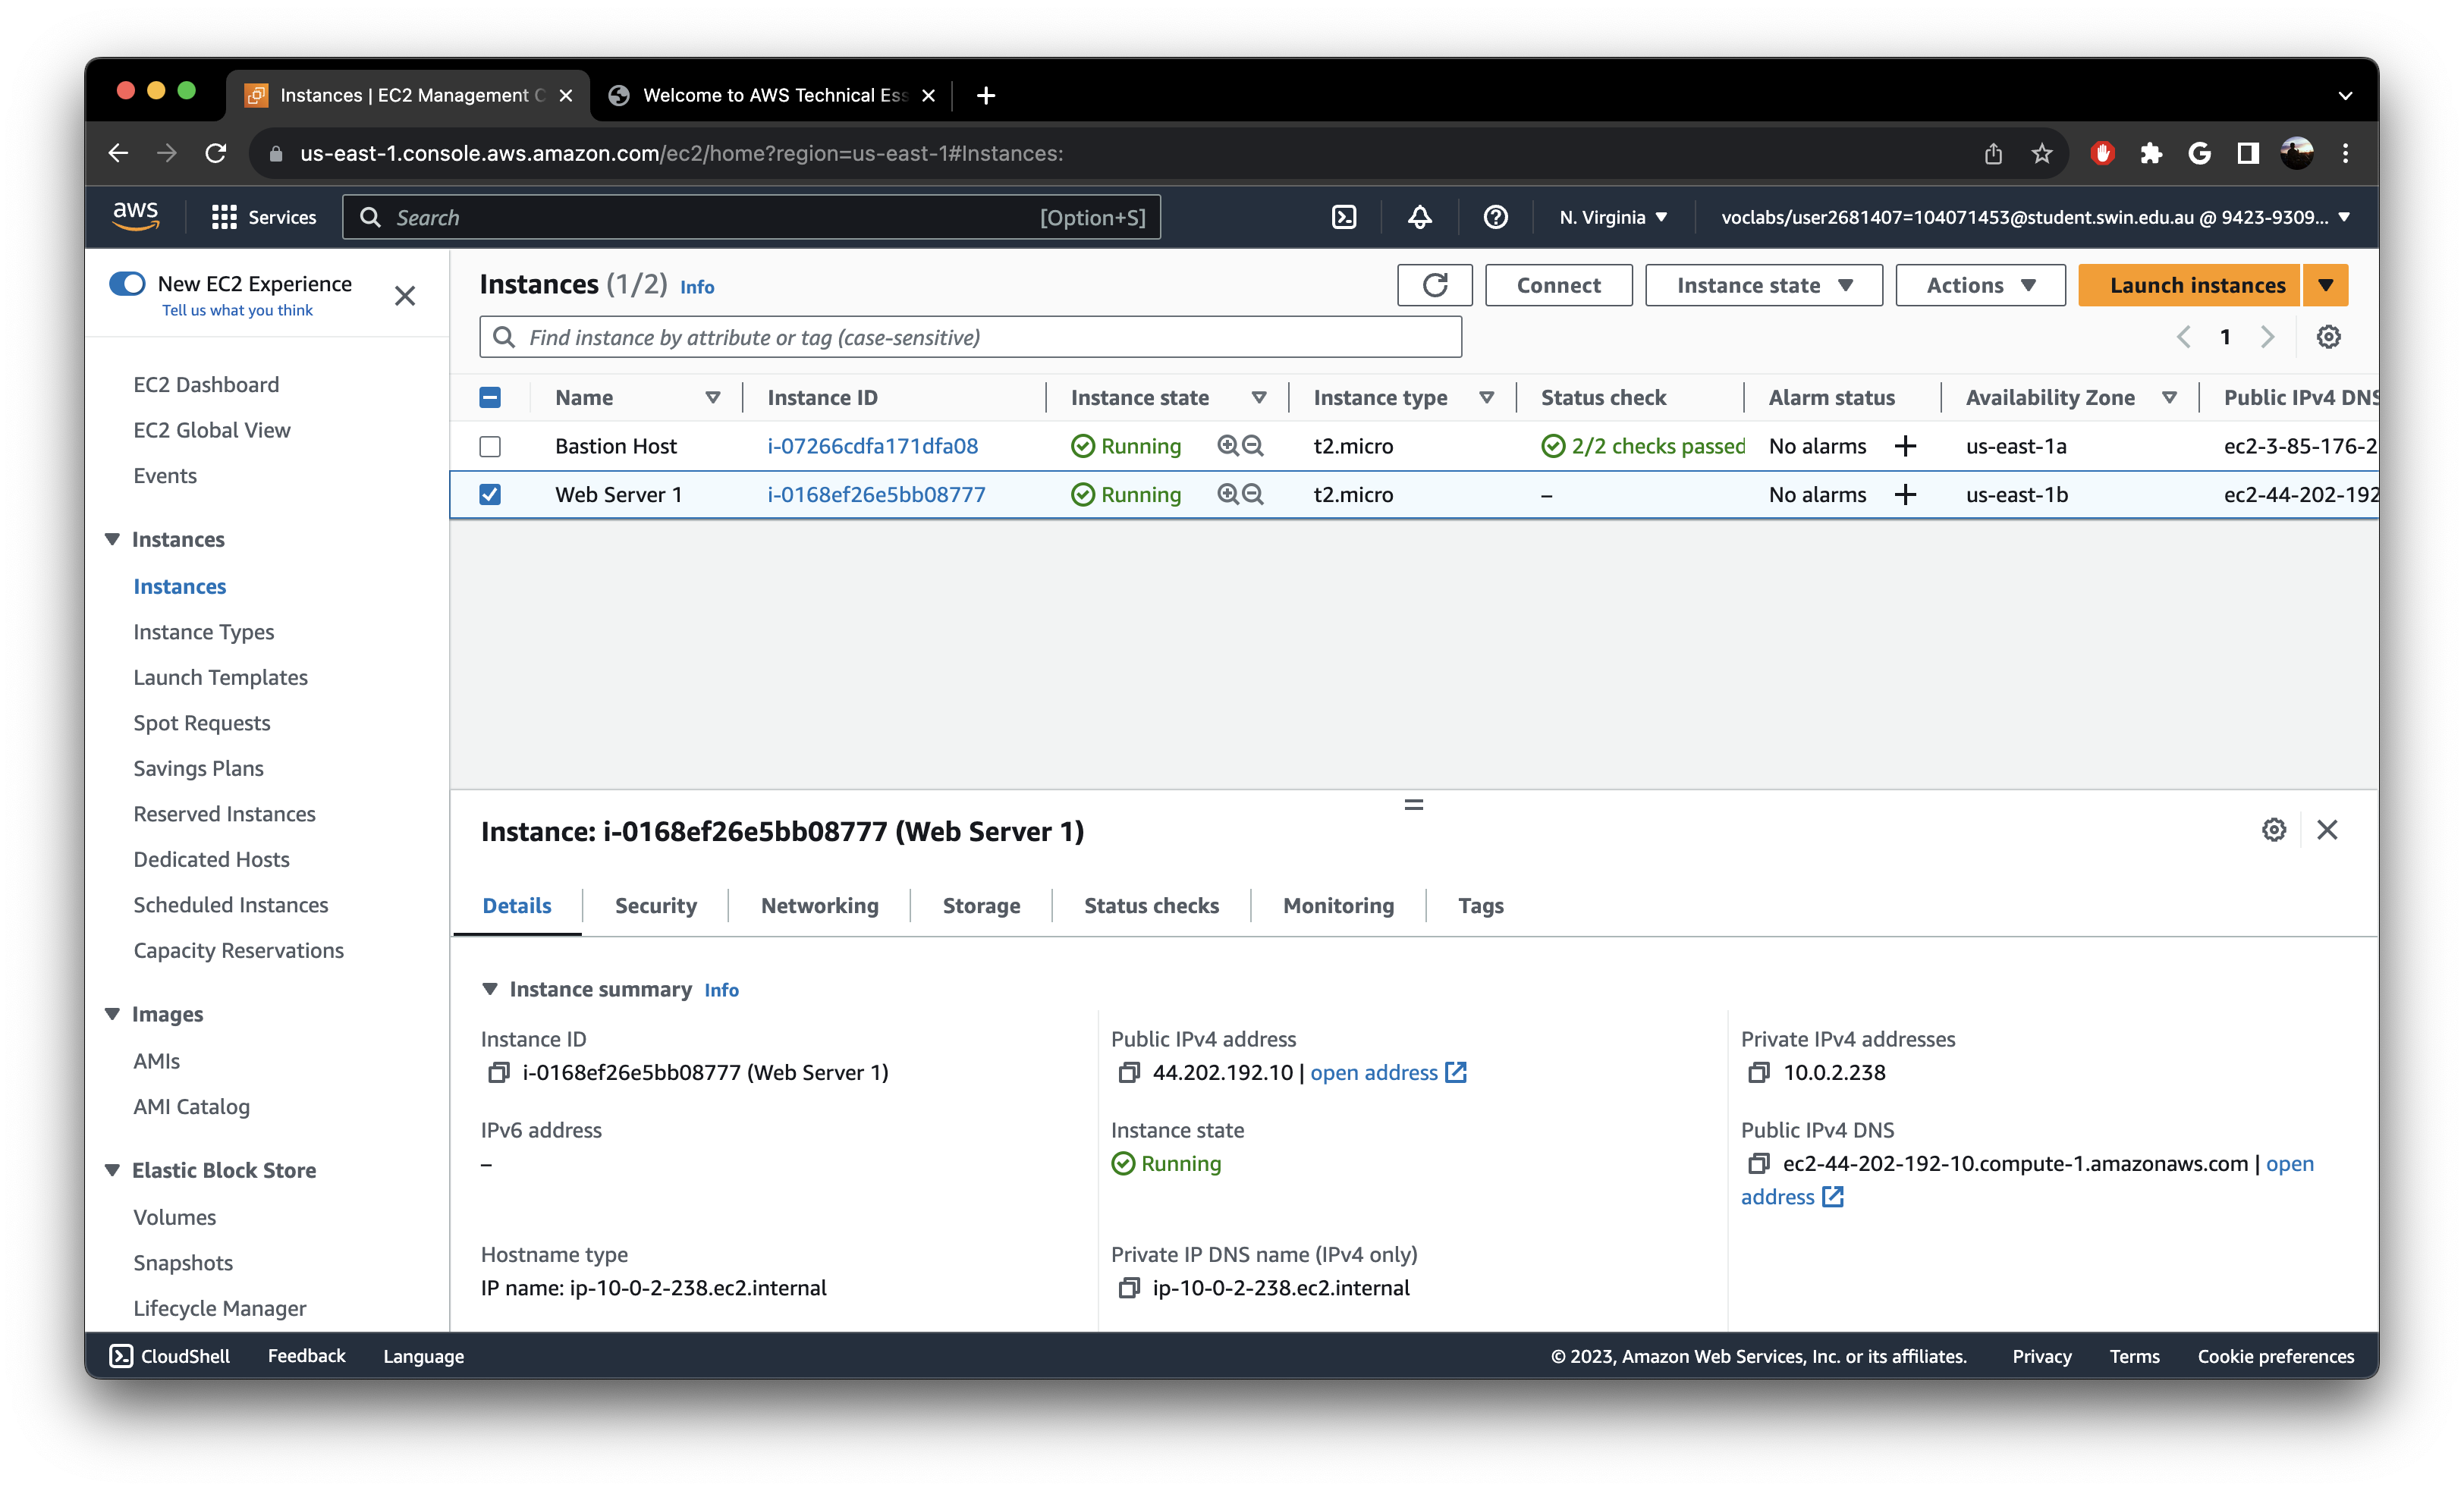 Instances | EC2 Management C
Welcome to AWS Technical Ess
us-east-1.console.aws.amazon.com/ec2/home?region=us-east-1#Instances:
aws
Services
Search
[Option+S]
N. Virginia
voclabs/user2681407=104071453@student.swin.edu.au @ 9423-9309...
New EC2 Experience
Tell us what you think
EC2 Dashboard
EC2 Global View
Events
Instances
Instances
Instance Types
Launch Templates
Spot Requests
Savings Plans
Reserved Instances
Dedicated Hosts
Scheduled Instances
Capacity Reservations
Images
AMIs
AMI Catalog
Elastic Block Store
Volumes
Snapshots
Lifecycle Manager
Instances (1/2) Info
Connect
Instance state
Actions
Launch instances
Find instance by attribute or tag (case-sensitive)
1
Name Instance ID Instance state Instance type Status check Alarm status Availability Zone Public IPv4 DNS
Bastion Host i-07266cdfa171dfa08 Running t2.micro 2/2 checks passed No alarms + us-east-1a ec2-3-85-176-2
Web Server 1 i-0168ef26e5bb08777 Running t2.micro – No alarms + us-east-1b ec2-44-202-192
Instance: i-0168ef26e5bb08777 (Web Server 1)
Details Security Networking Storage Status checks Monitoring Tags
Instance summary Info
Instance ID
i-0168ef26e5bb08777 (Web Server 1)
Public IPv4 address
44.202.192.10 | open address
Private IPv4 addresses
10.0.2.238
IPv6 address
–
Instance state
Running
Public IPv4 DNS
ec2-44-202-192-10.compute-1.amazonaws.com | open
address
Hostname type
IP name: ip-10-0-2-238.ec2.internal
Private IP DNS name (IPv4 only)
ip-10-0-2-238.ec2.internal
CloudShell Feedback Language
© 2023, Amazon Web Services, Inc. or its affiliates. Privacy Terms Cookie preferences